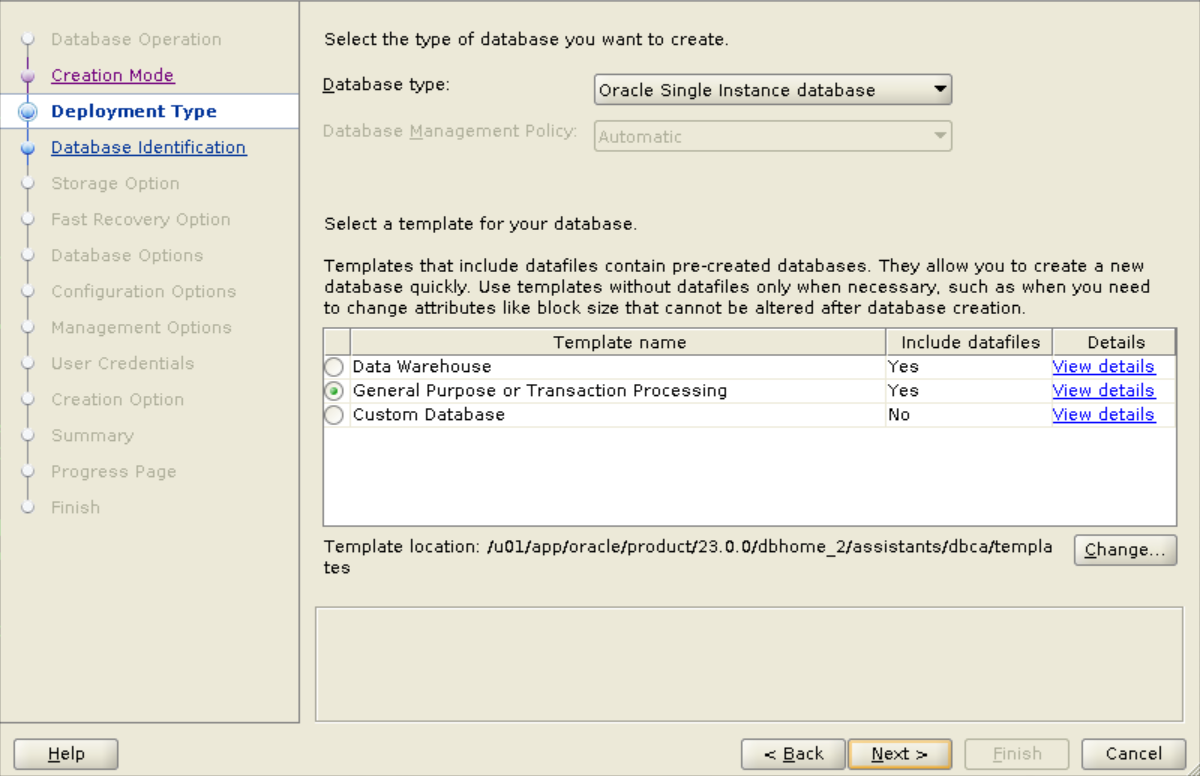 Database Operation
Creation Mode
Deployment Type
Database Identification
Storage Option
Fast Recovery Option
Database Options
Configuration Options
Management Options
User Credentials
Creation Option
Summary
Progress Page
Finish
Select the type of database you want to create.
Database type: Oracle Single Instance database
Database Management Policy: Automatic
Select a template for your database.
Templates that include datafiles contain pre-created databases. They allow you to create a new
database quickly. Use templates without datafiles only when necessary, such as when you need
to change attributes like block size that cannot be altered after database creation.
Template name Include datafiles Details
Data Warehouse Yes View details
General Purpose or Transaction Processing Yes View details
Custom Database No View details
Template location: /u01/app/oracle/product/23.0.0/dbhome_2/assistants/dbca/templa
tes
Change...
Help < Back Next > Finish Cancel